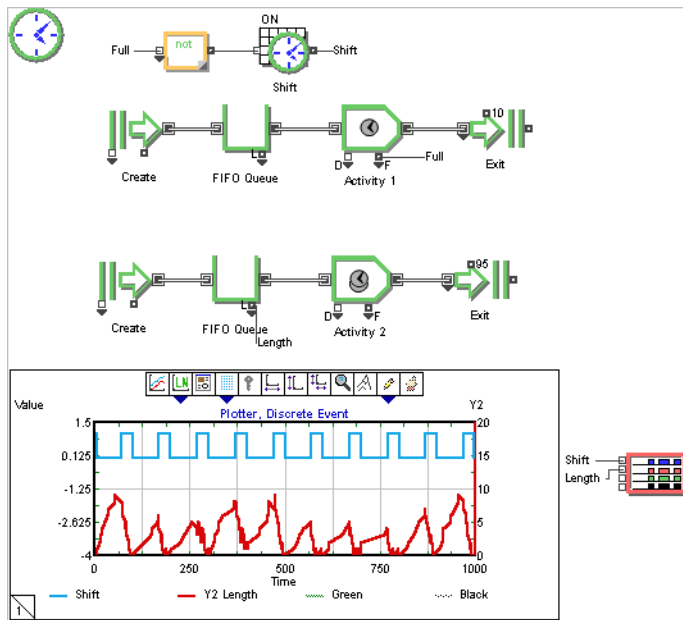 ON
Full
not
Shift
Shift
10
L
Full
D
F
Create
FIFO Queue
Activity 1
Exit
95
L
D
F
Create
FIFO Queue
Activity 2
Exit
Length
LN
Value
Plotter, Discrete Event
Y2
1.5
20
0.125
15
-1.25
10
-2.625
5
-4
0
0
250
500
750
1000
Time
Shift
Y2 Length
Green
Black
1
Shift
Length